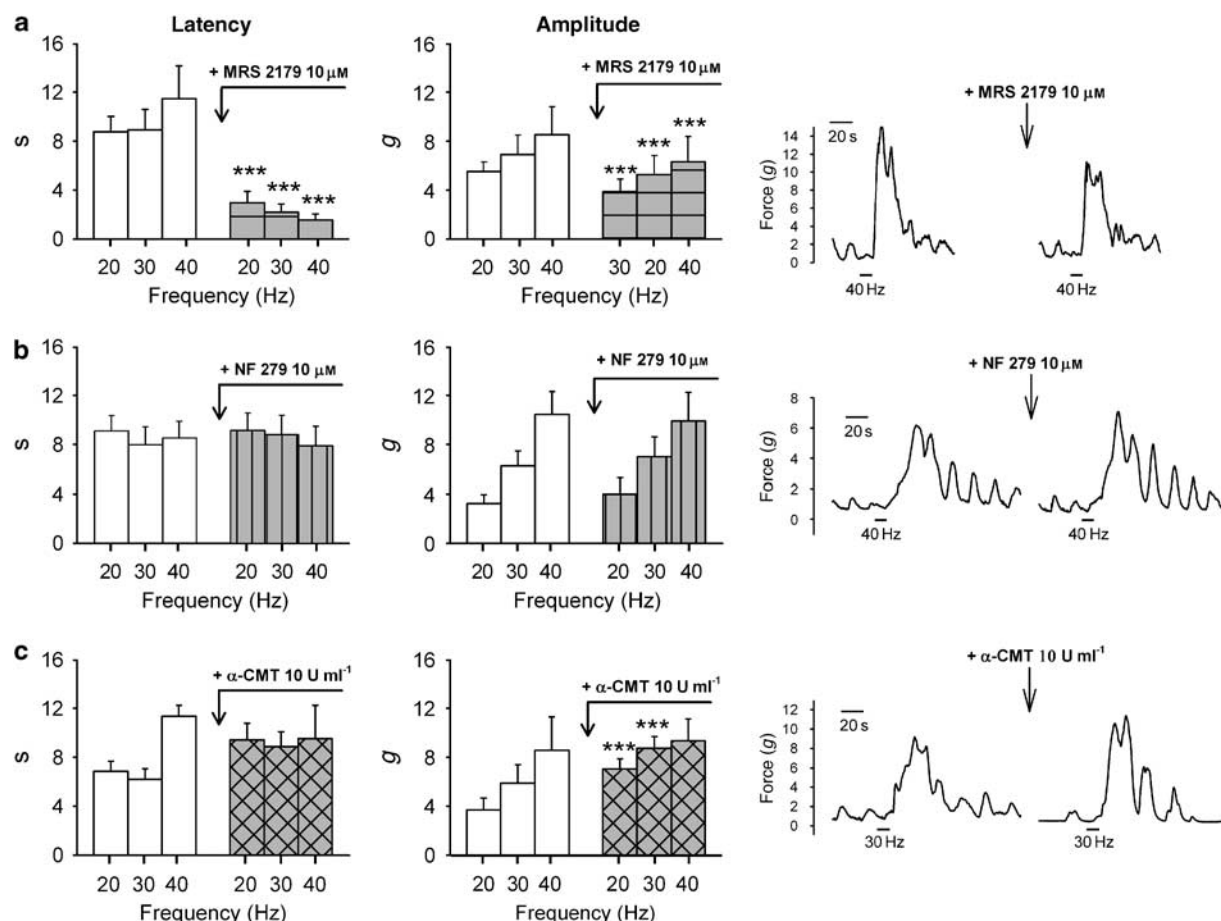 a
Latency
Amplitude
16
12
8
4
0
s
+ MRS 2179 10 μM
***
***
***
20 30 40 20 30 40
Frequency (Hz)
16
12
8
4
0
g
+ MRS 2179 10 μM
***
***
***
20 30 40 30 20 40
Frequency (Hz)
+ MRS 2179 10 μM
20 s
14
12
10
8
6
4
2
0
Force (g)
40 Hz
40 Hz
b
16
12
8
4
0
s
+ NF 279 10 μM
20 30 40 20 30 40
Frequency (Hz)
16
12
8
4
0
g
+ NF 279 10 μM
20 30 40 20 30 40
Frequency (Hz)
+ NF 279 10 μM
20 s
8
6
4
2
0
Force (g)
40 Hz
40 Hz
c
16
12
8
4
0
s
+ α-CMT 10 U ml-1
20 30 40 20 30 40
Frequency (Hz)
16
12
8
4
0
g
+ α-CMT 10 U ml-1
***
***
20 30 40 20 30 40
Frequency (Hz)
+ α-CMT 10 U ml-1
20 s
12
10
8
6
4
2
0
Force (g)
30 Hz
30 Hz